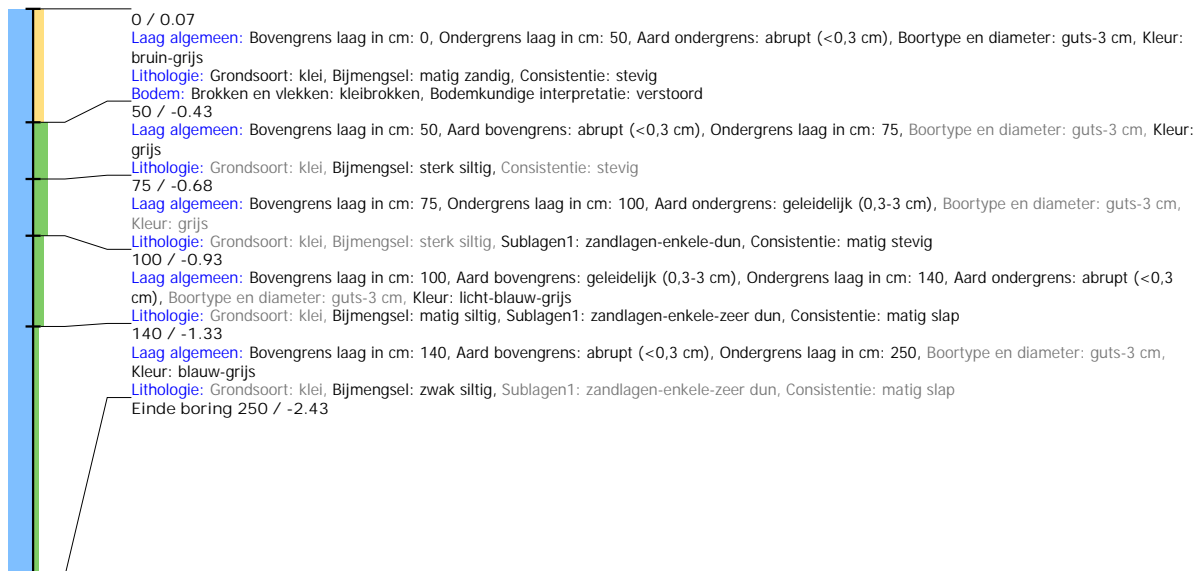 0 / 0.07
Laag algemeen: Bovengrens laag in cm: 0, Ondergrens laag in cm: 50, Aard ondergrens: abrupt (<0,3 cm), Boortype en diameter: guts-3 cm, Kleur:
bruin-grijs
Lithologie: Grondsoort: klei, Bijmengsel: matig zandig, Consistentie: stevig
Bodem: Brokken en vlekken: kleibrokken, Bodemkundige interpretatie: verstoord
50 / -0.43
Laag algemeen: Bovengrens laag in cm: 50, Aard bovengrens: abrupt (<0,3 cm), Ondergrens laag in cm: 75, Boortype en diameter: guts-3 cm, Kleur:
grijs
Lithologie: Grondsoort: klei, Bijmengsel: sterk siltig, Consistentie: stevig
75 / -0.68
Laag algemeen: Bovengrens laag in cm: 75, Ondergrens laag in cm: 100, Aard ondergrens: geleidelijk (0,3-3 cm), Boortype en diameter: guts-3 cm,
Kleur: grijs
Lithologie: Grondsoort: klei, Bijmengsel: sterk siltig, Sublagen1: zandlagen-enkele-dun, Consistentie: matig stevig
100 / -0.93
Laag algemeen: Bovengrens laag in cm: 100, Aard bovengrens: geleidelijk (0,3-3 cm), Ondergrens laag in cm: 140, Aard ondergrens: abrupt (<0,3
cm), Boortype en diameter: guts-3 cm, Kleur: licht-blauw-grijs
Lithologie: Grondsoort: klei, Bijmengsel: matig siltig, Sublagen1: zandlagen-enkele-zeer dun, Consistentie: matig slap
140 / -1.33
Laag algemeen: Bovengrens laag in cm: 140, Aard bovengrens: abrupt (<0,3 cm), Ondergrens laag in cm: 250, Boortype en diameter: guts-3 cm,
Kleur: blauw-grijs
Lithologie: Grondsoort: klei, Bijmengsel: zwak siltig, Sublagen1: zandlagen-enkele-zeer dun, Consistentie: matig slap
Einde boring 250 / -2.43